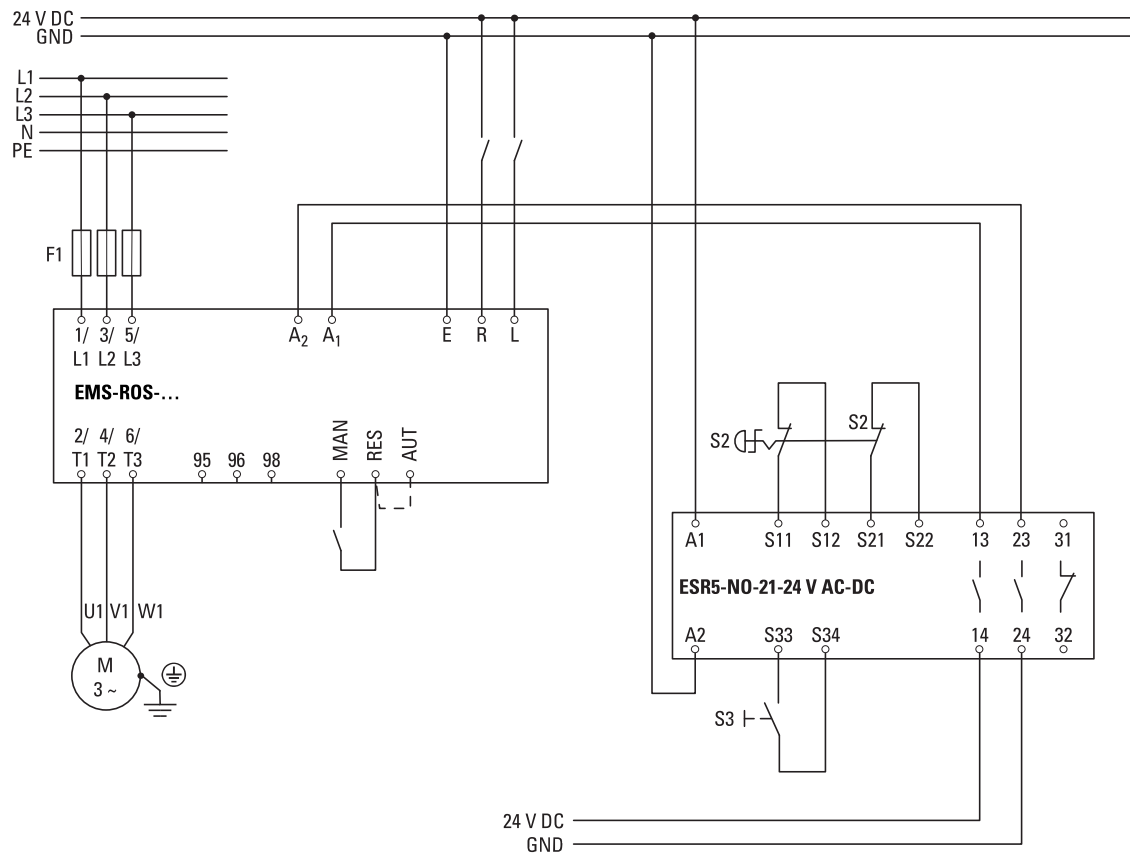 24 V DC
GND
L1
L2
L3
N
PE
F1
1/ 3/ 5/ A2 A1 E R L
L1 L2 L3
EMS-ROS-…
2/ 4/ 6/
T1 T2 T3 95 96 98 MAN RES AUT
S2 S2
A1 S11 S12 S21 S22 13 23 31
ESR5-NO-21-24 V AC-DC
A2 S33 S34 14 24 32
U1 V1 W1
M
3 ~
S3
24 V DC
GND